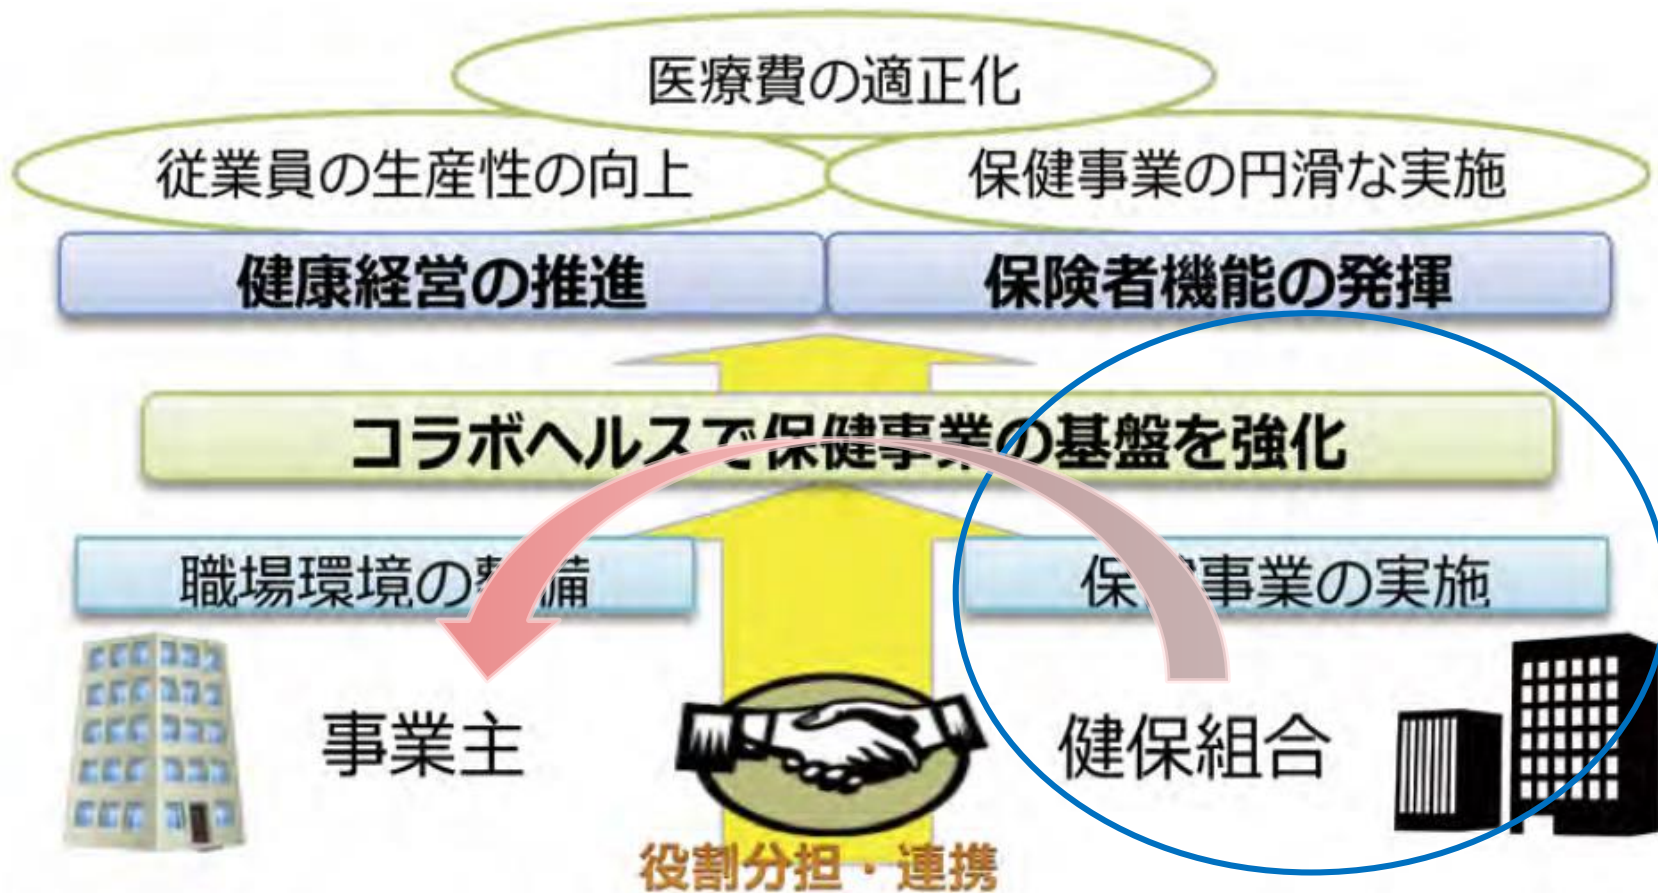 医療費の適正化
従業員の生産性の向上
保健事業の円滑な実施
健康経営の推進
保険者機能の発揮
コラボヘルスで保健事業の基盤を強化
職場環境の整備
保健事業の実施
事業主
健保組合
役割分担・連携